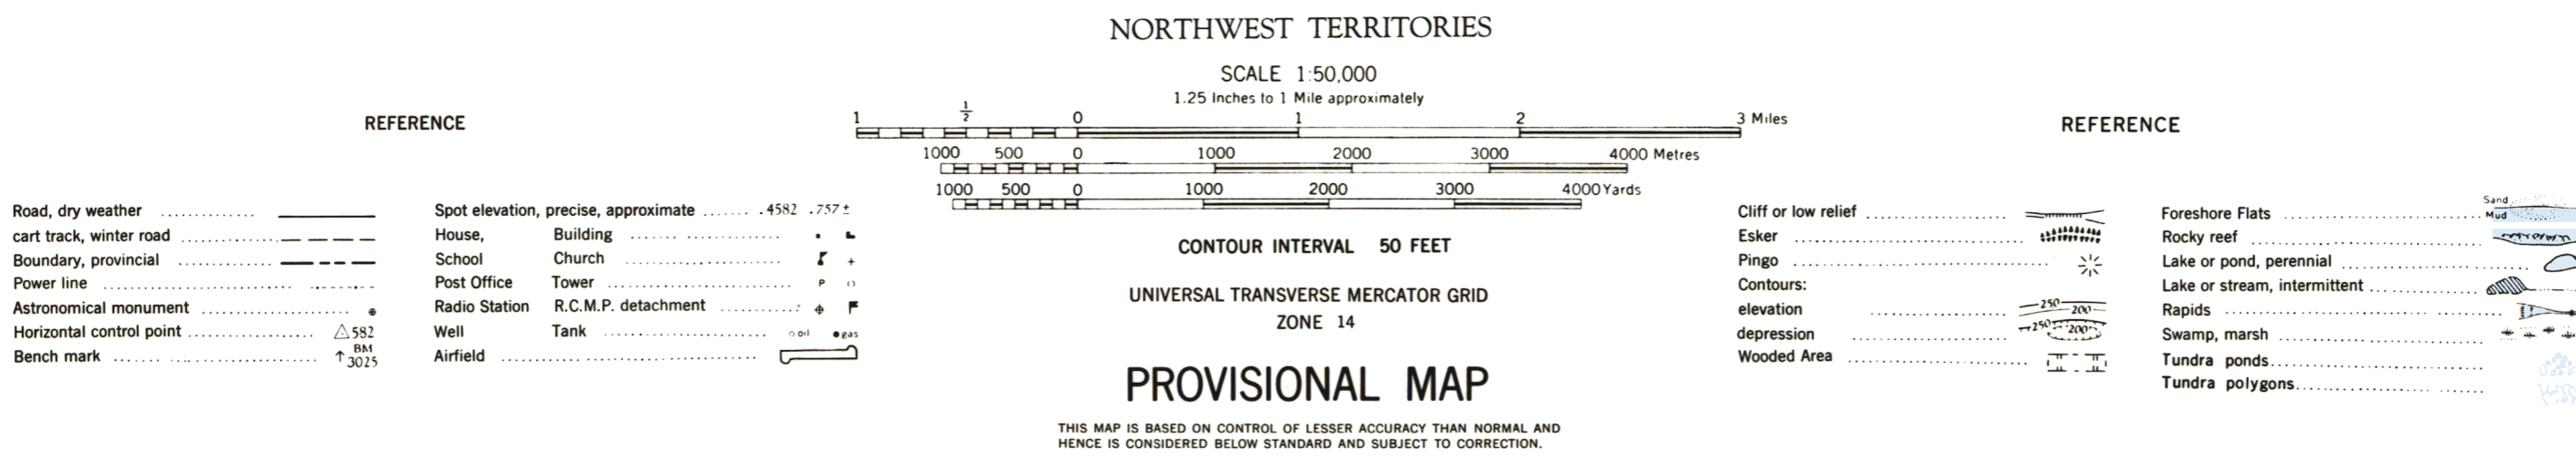 NORTHWEST TERRITORIES
SCALE 1:50,000
1.25 Inches to 1 Mile approximately
1 1/2 0 1 2 3 Miles
1000 500 0 1000 2000 3000 4000 Metres
1000 500 0 1000 2000 3000 4000 Yards
CONTOUR INTERVAL 50 FEET
UNIVERSAL TRANSVERSE MERCATOR GRID
ZONE 14
PROVISIONAL MAP
THIS MAP IS BASED ON CONTROL OF LESSER ACCURACY THAN NORMAL AND
HENCE IS CONSIDERED BELOW STANDARD AND SUBJECT TO CORRECTION.
REFERENCE
Road, dry weather
cart track, winter road
Boundary, provincial
Power line
Astronomical monument
Horizontal control point 582
Bench mark BM 3025
Spot elevation, precise, approximate .4582 .757±
House, Building
School Church
Post Office Tower P
Radio Station R.C.M.P. detachment
Well Tank oil gas
Airfield
REFERENCE
Cliff or low relief
Esker
Pingo
Contours:
elevation 250 200
depression 250 200
Wooded Area
Foreshore Flats Sand Mud
Rocky reef
Lake or pond, perennial
Lake or stream, intermittent
Rapids
Swamp, marsh
Tundra ponds
Tundra polygons